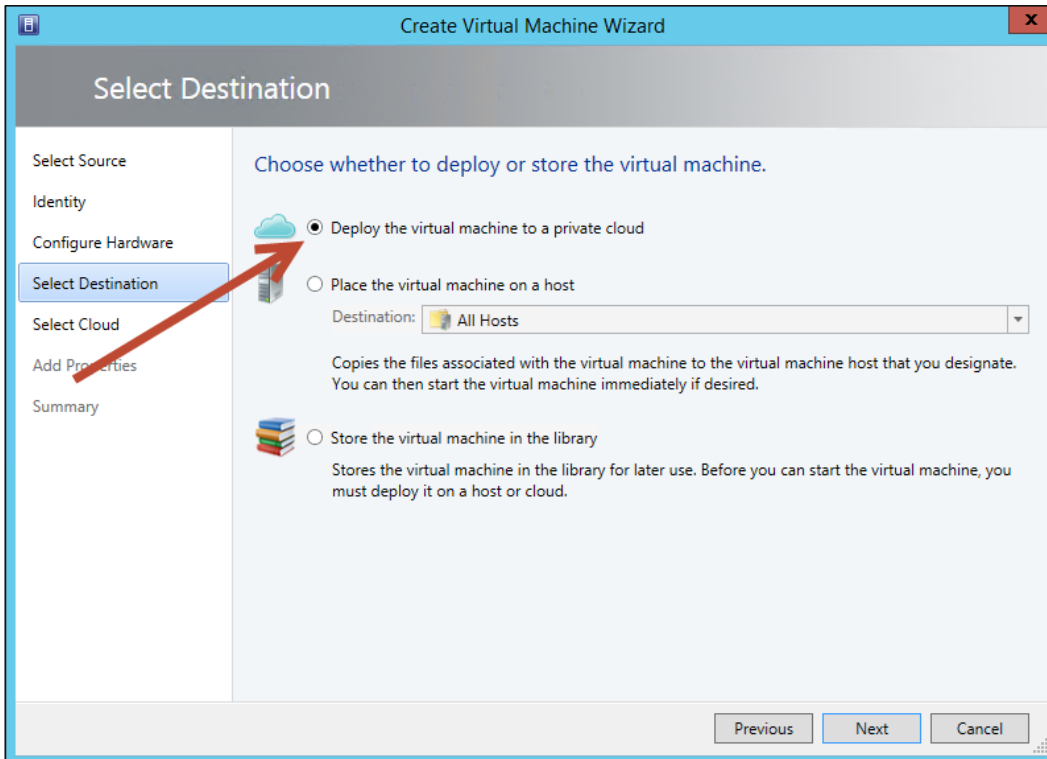 Create Virtual Machine Wizard
x
Select Destination
Select Source
Identity
Configure Hardware
Select Destination
Select Cloud
Add Properties
Summary
Choose whether to deploy or store the virtual machine.
Deploy the virtual machine to a private cloud
Place the virtual machine on a host
Destination: All Hosts
Copies the files associated with the virtual machine to the virtual machine host that you designate.
You can then start the virtual machine immediately if desired.
Store the virtual machine in the library
Stores the virtual machine in the library for later use. Before you can start the virtual machine, you
must deploy it on a host or cloud.
Previous Next Cancel